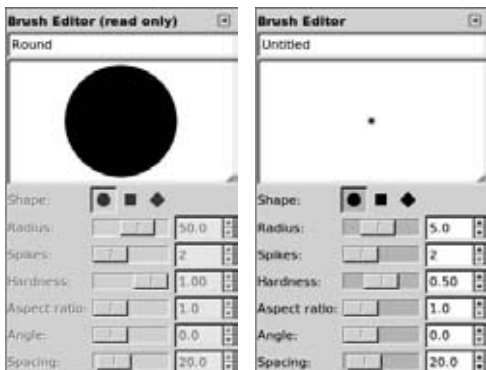 Brush Editor (read only)
Round
Shape:
Radius: 50.0
Spikes: 2
Hardness: 1.00
Aspect ratio: 1.0
Angle: 0.0
Spacing: 20.0
Brush Editor
Untitled
Shape:
Radius: 5.0
Spikes: 2
Hardness: 0.50
Aspect ratio: 1.0
Angle: 0.0
Spacing: 20.0